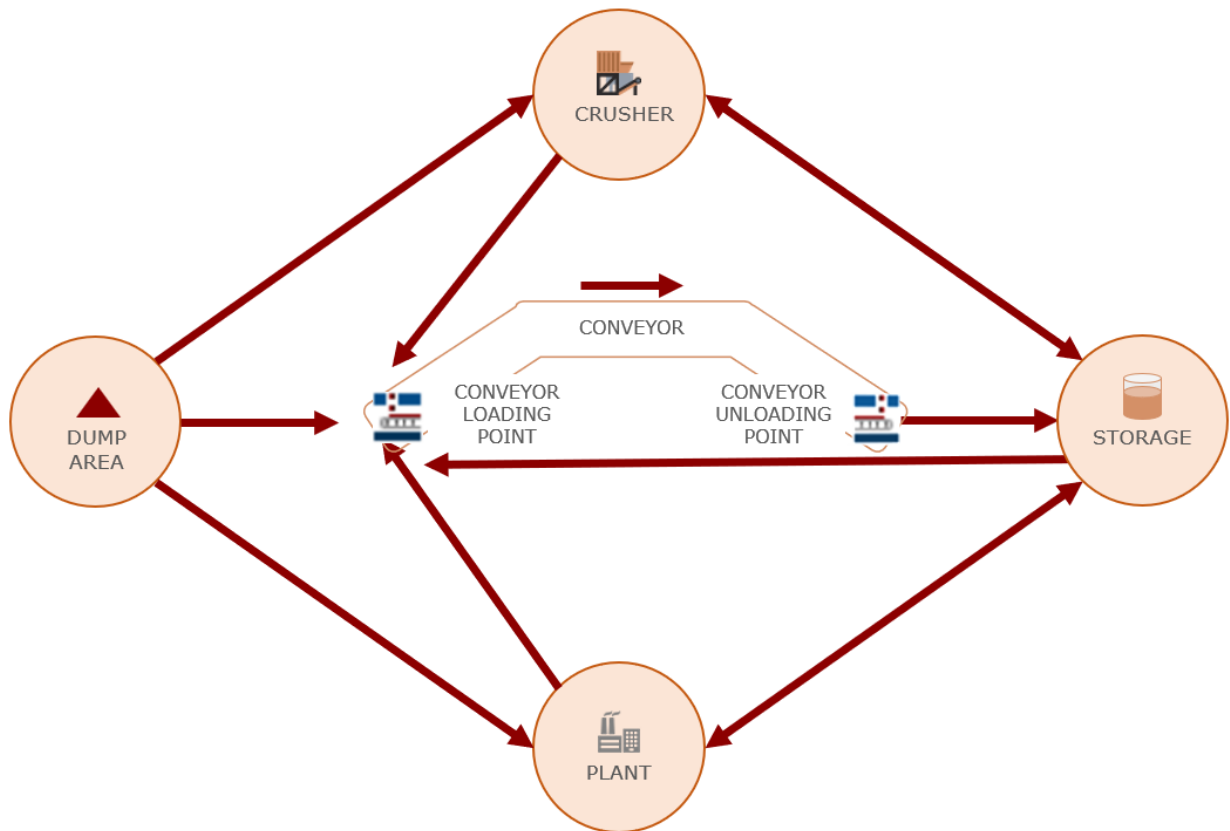 CRUSHER
CONVEYOR
CONVEYOR
LOADING
POINT
CONVEYOR
UNLOADING
POINT
DUMP
AREA
STORAGE
PLANT